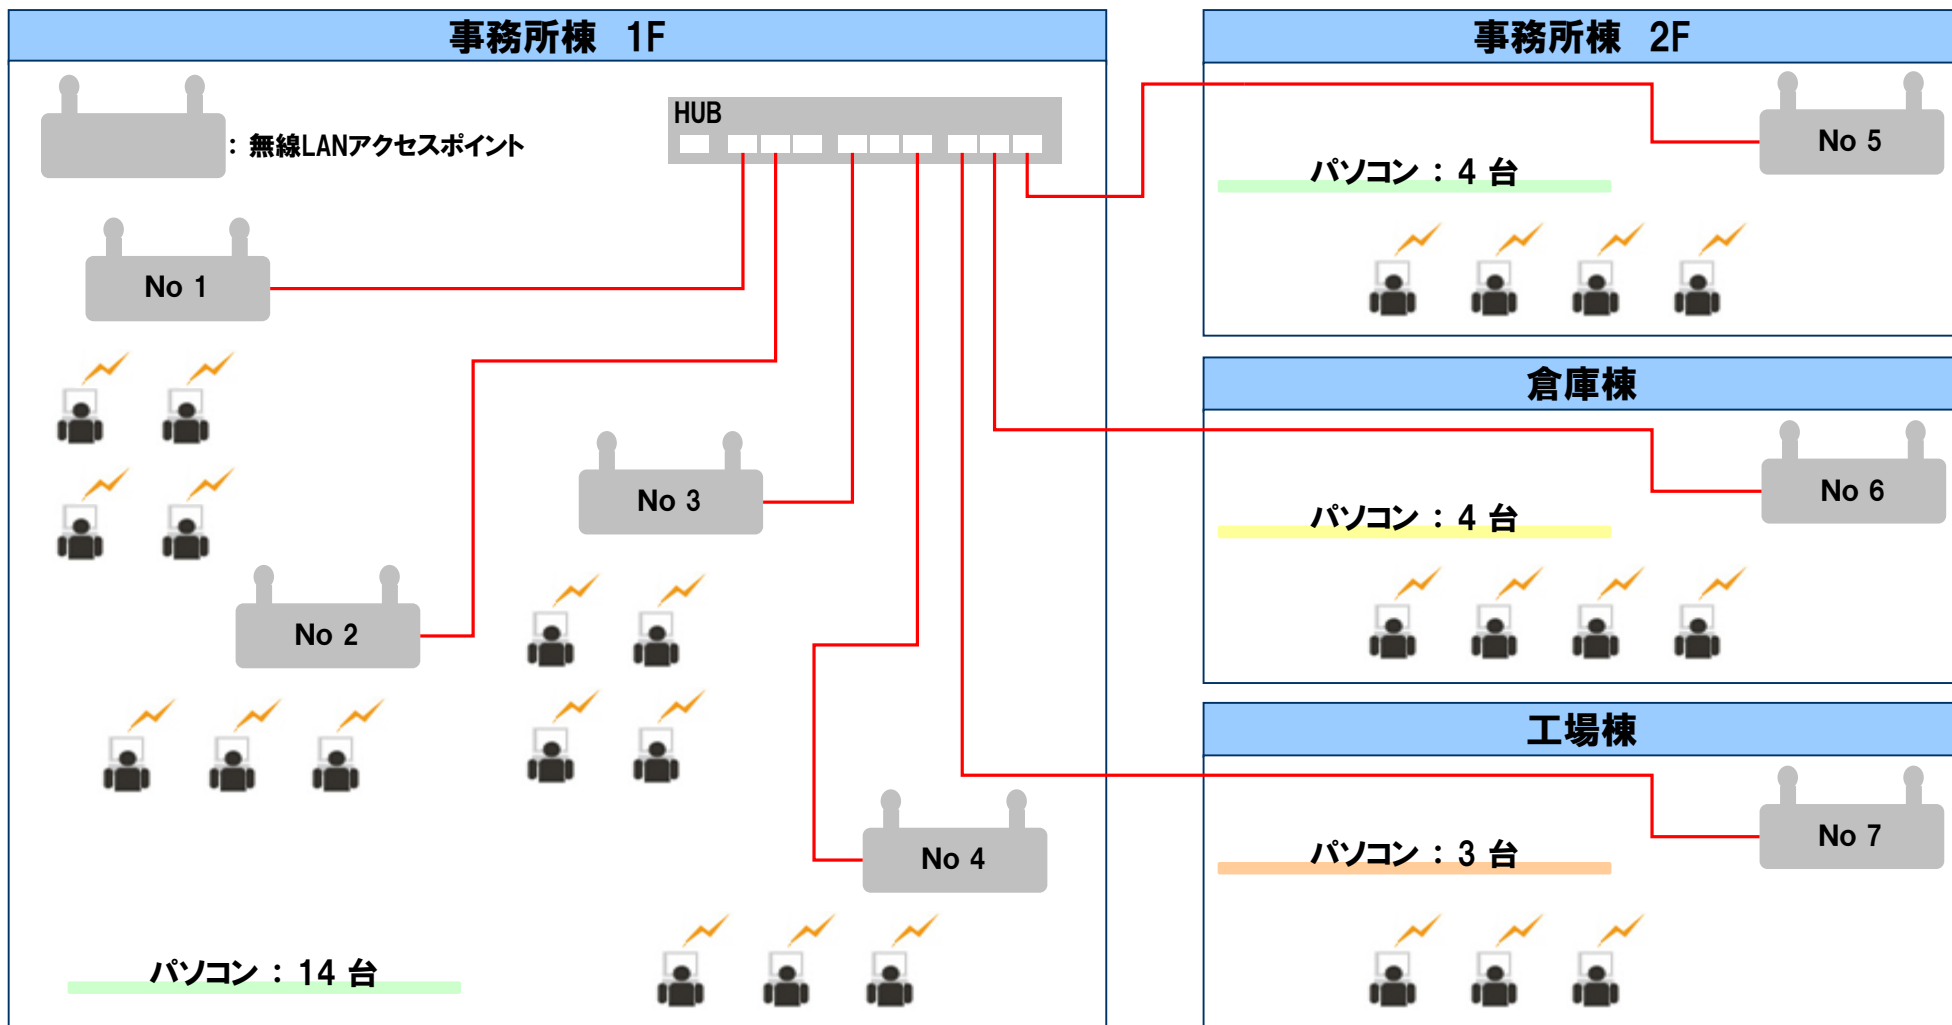 事務所棟 1F
HUB
: 無線LANアクセスポイント
No 1
No 3
No 2
No 4
パソコン : 14 台
事務所棟 2F
No 5
パソコン : 4 台
倉庫棟
No 6
パソコン : 4 台
工場棟
No 7
パソコン : 3 台